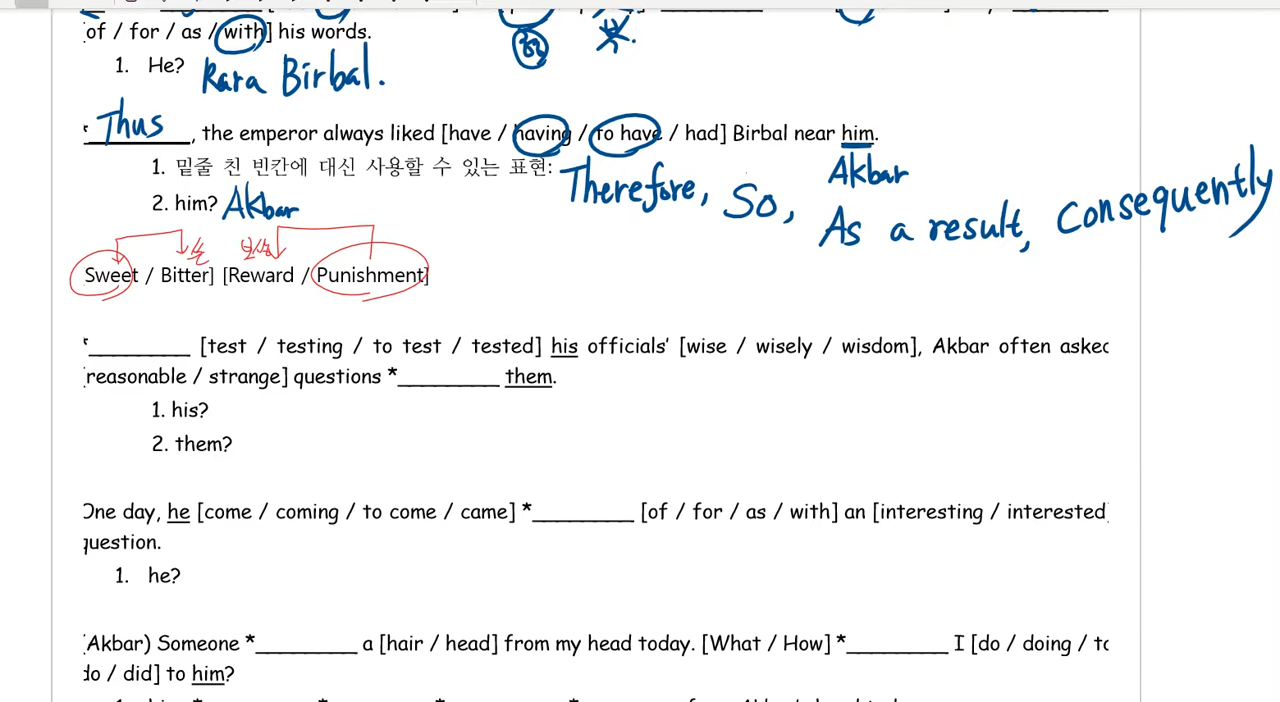 of / for / as / with] his words.
1. He? Rara Birbal.
* Thus, the emperor always liked [have / having / to have / had] Birbal near him.
Akbar
1. 밑줄 친 빈칸에 대신 사용할 수 있는 표현: Therefore, So, As a result, Consequently
2. him? Akbar
Sweet / Bitter] [Reward / Punishment]
*________ [test / testing / to test / tested] his officials’ [wise / wisely / wisdom], Akbar often asked
[reasonable / strange] questions *________ them.
1. his?
2. them?
One day, he [come / coming / to come / came] *________ [of / for / as / with] an [interesting / interested]
question.
1. he?
(Akbar) Someone *________ a [hair / head] from my head today. [What / How] *________ I [do / doing / to
do / did] to him?